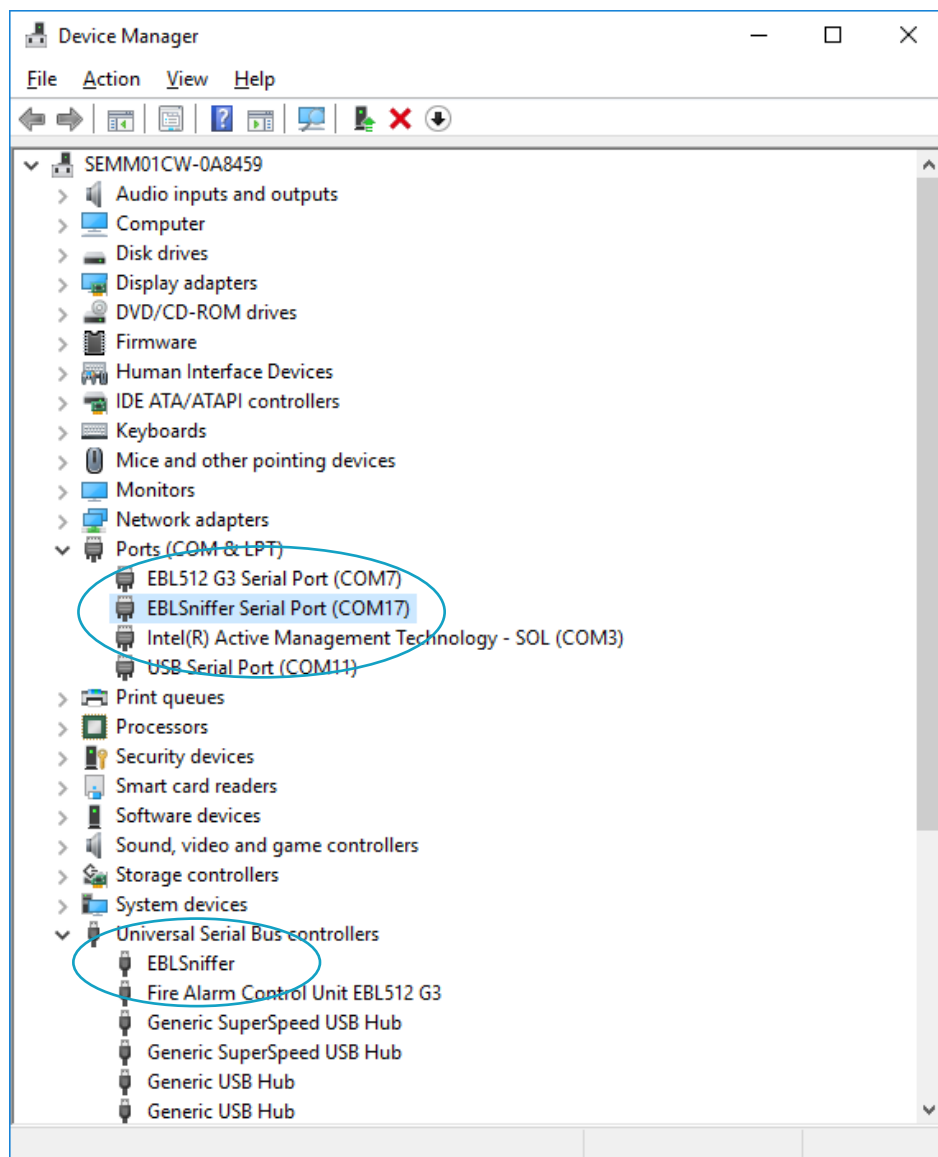 Device Manager
File Action View Help
SEMM01CW-0A8459
Audio inputs and outputs
Computer
Disk drives
Display adapters
DVD/CD-ROM drives
Firmware
Human Interface Devices
IDE ATA/ATAPI controllers
Keyboards
Mice and other pointing devices
Monitors
Network adapters
Ports (COM & LPT)
EBL512 G3 Serial Port (COM7)
EBLSniffer Serial Port (COM17)
Intel(R) Active Management Technology - SOL (COM3)
USB Serial Port (COM11)
Print queues
Processors
Security devices
Smart card readers
Software devices
Sound, video and game controllers
Storage controllers
System devices
Universal Serial Bus controllers
EBLSniffer
Fire Alarm Control Unit EBL512 G3
Generic SuperSpeed USB Hub
Generic SuperSpeed USB Hub
Generic USB Hub
Generic USB Hub